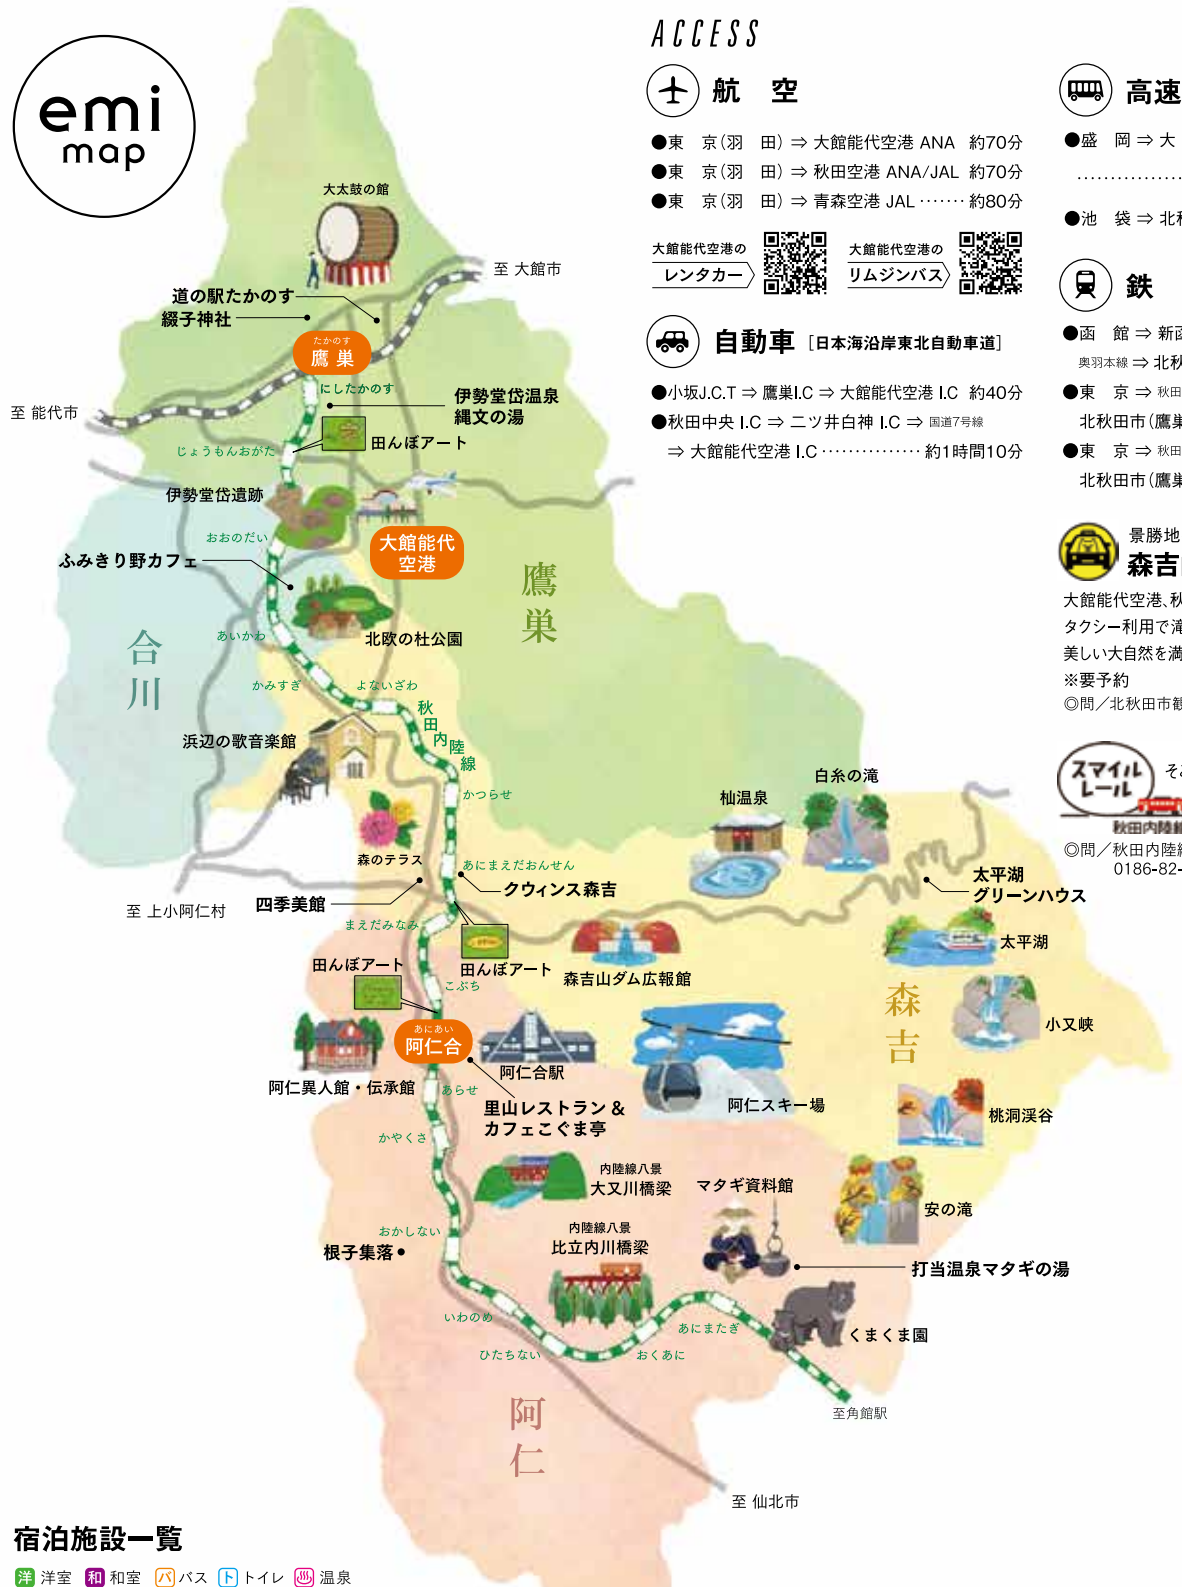 emi
map
ACCESS
航 空
●東 京(羽 田) ⇒ 大館能代空港 ANA 約70分
●東 京(羽 田) ⇒ 秋田空港 ANA/JAL 約70分
●東 京(羽 田) ⇒ 青森空港 JAL ‥‥‥‥ 約80分
大館能代空港の
レンタカー
大館能代空港の
リムジンバス
自動車 [日本海沿岸東北自動車道]
●小坂J.C.T ⇒ 鷹巣I.C ⇒ 大館能代空港 I.C 約40分
●秋田中央 I.C ⇒ 二ツ井白神 I.C ⇒ 国道7号線
⇒ 大館能代空港 I.C ‥‥‥‥‥‥‥ 約1時間10分
高速
●盛 岡 ⇒ 大
‥‥‥‥‥‥‥‥
●池 袋 ⇒ 北秋
鉄
●函 館 ⇒ 新函
奥羽本線 ⇒ 北秋
●東 京 ⇒ 秋田
北秋田市(鷹巣
●東 京 ⇒ 秋田
北秋田市(鷹巣
景勝地
森吉
大館能代空港、秋
タクシー利用で滝
美しい大自然を満
※要予約
◎問／北秋田市観
スマイル
レール
そ
秋田内陸線
◎問／秋田内陸線
0186-82-
大太鼓の館
至 大館市
道の駅たかのす
綴子神社
たかのす
鷹巣
にしたかのす
至 能代市
伊勢堂岱温泉
縄文の湯
田んぼアート
じょうもんおがた
伊勢堂岱遺跡
おおのだい
大館能代
空港
ふみきり野カフェ
鷹巣
北欧の杜公園
合川
あいかわ
かみすぎ
よないざわ
秋田内陸線
浜辺の歌音楽館
かつらせ
白糸の滝
杣温泉
森のテラス
あにまえだおんせん
クウィンス森吉
太平湖
グリーンハウス
四季美館
至 上小阿仁村
まえだみなみ
田んぼアート
田んぼアート
森吉山ダム広報館
太平湖
こぶち
森吉
小又峡
あにあい
阿仁合
阿仁合駅
阿仁異人館・伝承館
あらせ
里山レストラン &
カフェこぐま亭
阿仁スキー場
桃洞渓谷
かやくさ
内陸線八景
大又川橋梁
マタギ資料館
安の滝
おかしない
根子集落
内陸線八景
比立内川橋梁
打当温泉マタギの湯
いわのめ
あにまたぎ
くまくま園
ひたちない
おくあに
阿仁
至角館駅
至 仙北市
宿泊施設一覧
洋 洋室 和 和室 バ バス ト トイレ 温泉